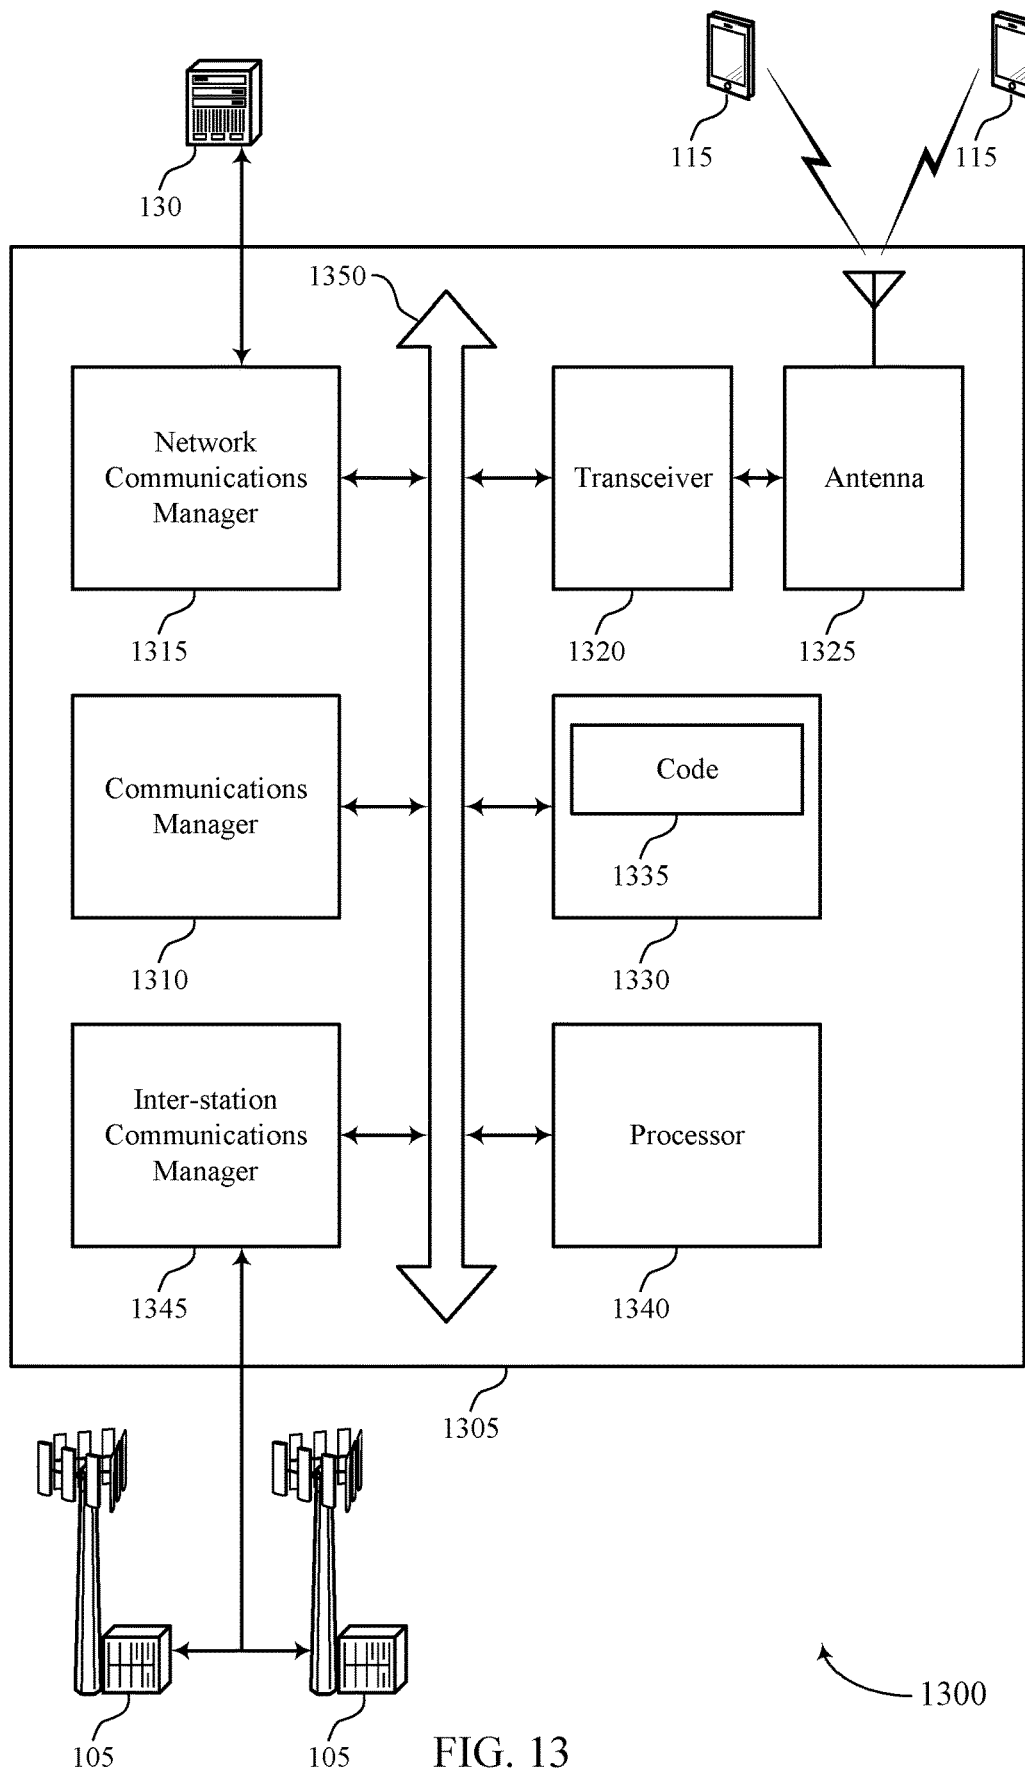 130
115
115
1350
Network
Communications
Manager
Transceiver
Antenna
1315
1320
1325
Communications
Manager
Code
1335
1310
1330
Inter-station
Communications
Manager
Processor
1345
1340
1305
105
105
1300
FIG. 13